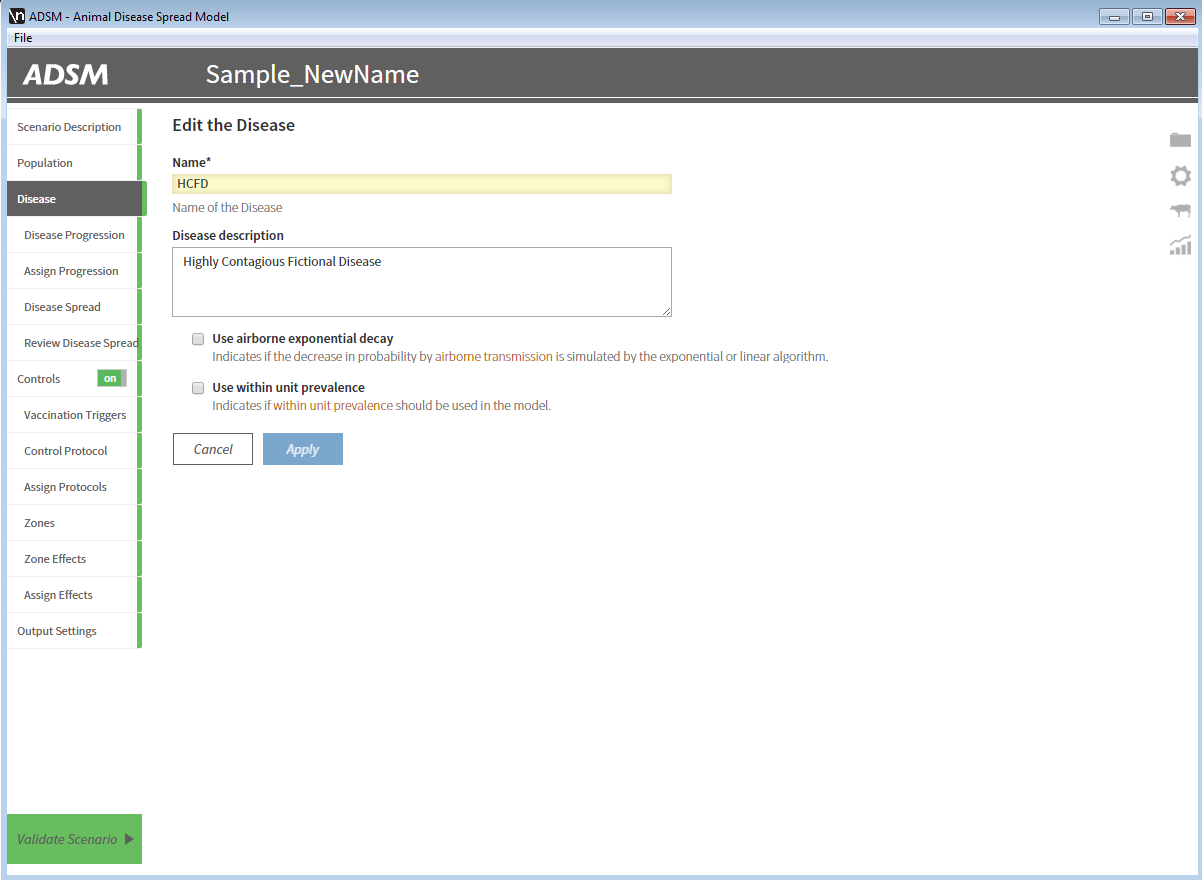 \n ADSM - Animal Disease Spread Model
File
ADSM
Sample_NewName
Scenario Description
Population
Disease
Disease Progression
Assign Progression
Disease Spread
Review Disease Spread
Controls on
Vaccination Triggers
Control Protocol
Assign Protocols
Zones
Zone Effects
Assign Effects
Output Settings
Validate Scenario
Edit the Disease
Name*
HCFD
Name of the Disease
Disease description
Highly Contagious Fictional Disease
Use airborne exponential decay
Indicates if the decrease in probability by airborne transmission is simulated by the exponential or linear algorithm.
Use within unit prevalence
Indicates if within unit prevalence should be used in the model.
Cancel Apply